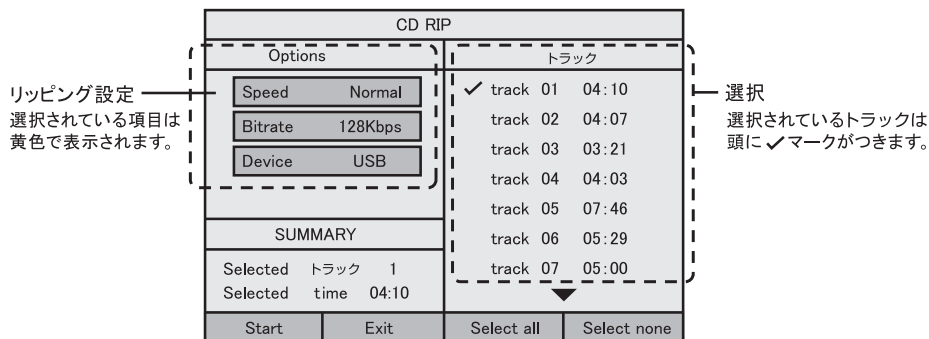 CD RIP
Options
トラック
リッピング設定
選択されている項目は
黄色で表示されます。
Speed Normal
Bitrate 128Kbps
Device USB
SUMMARY
Selected トラック 1
Selected time 04:10
✓ track 01 04:10
track 02 04:07
track 03 03:21
track 04 04:03
track 05 07:46
track 06 05:29
track 07 05:00
選択
選択されているトラックは
頭に✓マークがつきます。
Start Exit Select all Select none